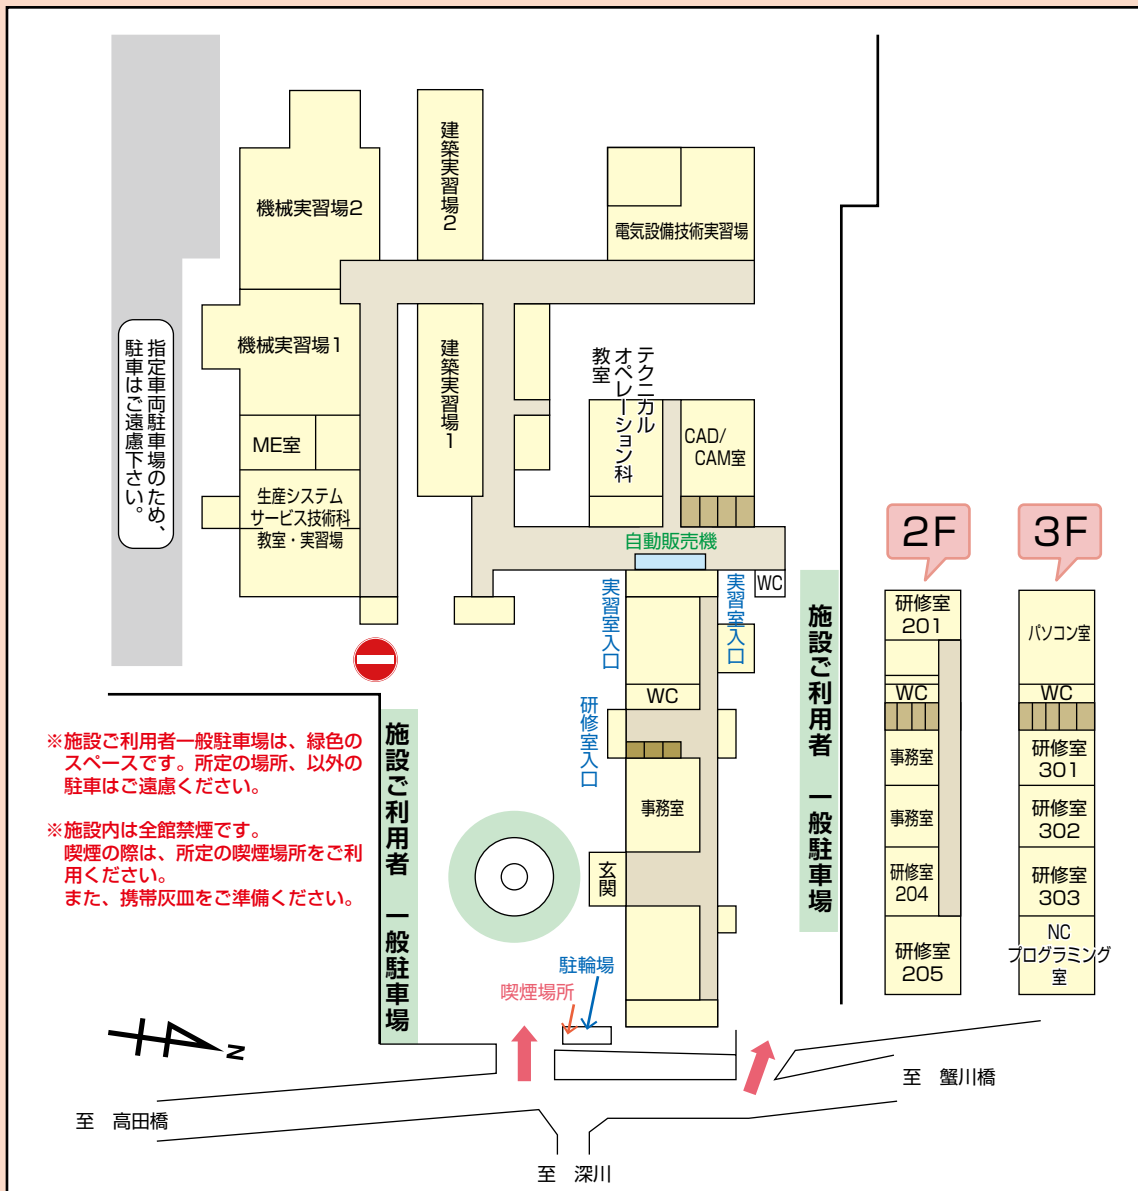 建築実習場2
機械実習場2
電気設備技術実習場
機械実習場1
建築実習場1
指定車両駐車場のため、
駐車はご遠慮下さい。
テクニカル
オペレーション科
教室
CAD/
CAM室
ME室
生産システム
サービス技術科
教室・実習場
自動販売機
実習室入口
実習室入口
WC
WC
研修室入口
事務室
玄関
施設ご利用者 一般駐車場
施設ご利用者 一般駐車場
2F
研修室
201
WC
事務室
事務室
研修室
204
研修室
205
3F
パソコン室
WC
研修室
301
研修室
302
研修室
303
NC
プログラミング
室
※施設ご利用者一般駐車場は、緑色の
スペースです。所定の場所、以外の
駐車はご遠慮ください。
※施設内は全館禁煙です。
喫煙の際は、所定の喫煙場所をご利
用ください。
また、携帯灰皿をご準備ください。
駐輪場
喫煙場所
N
至 高田橋
至 蟹川橋
至 深川